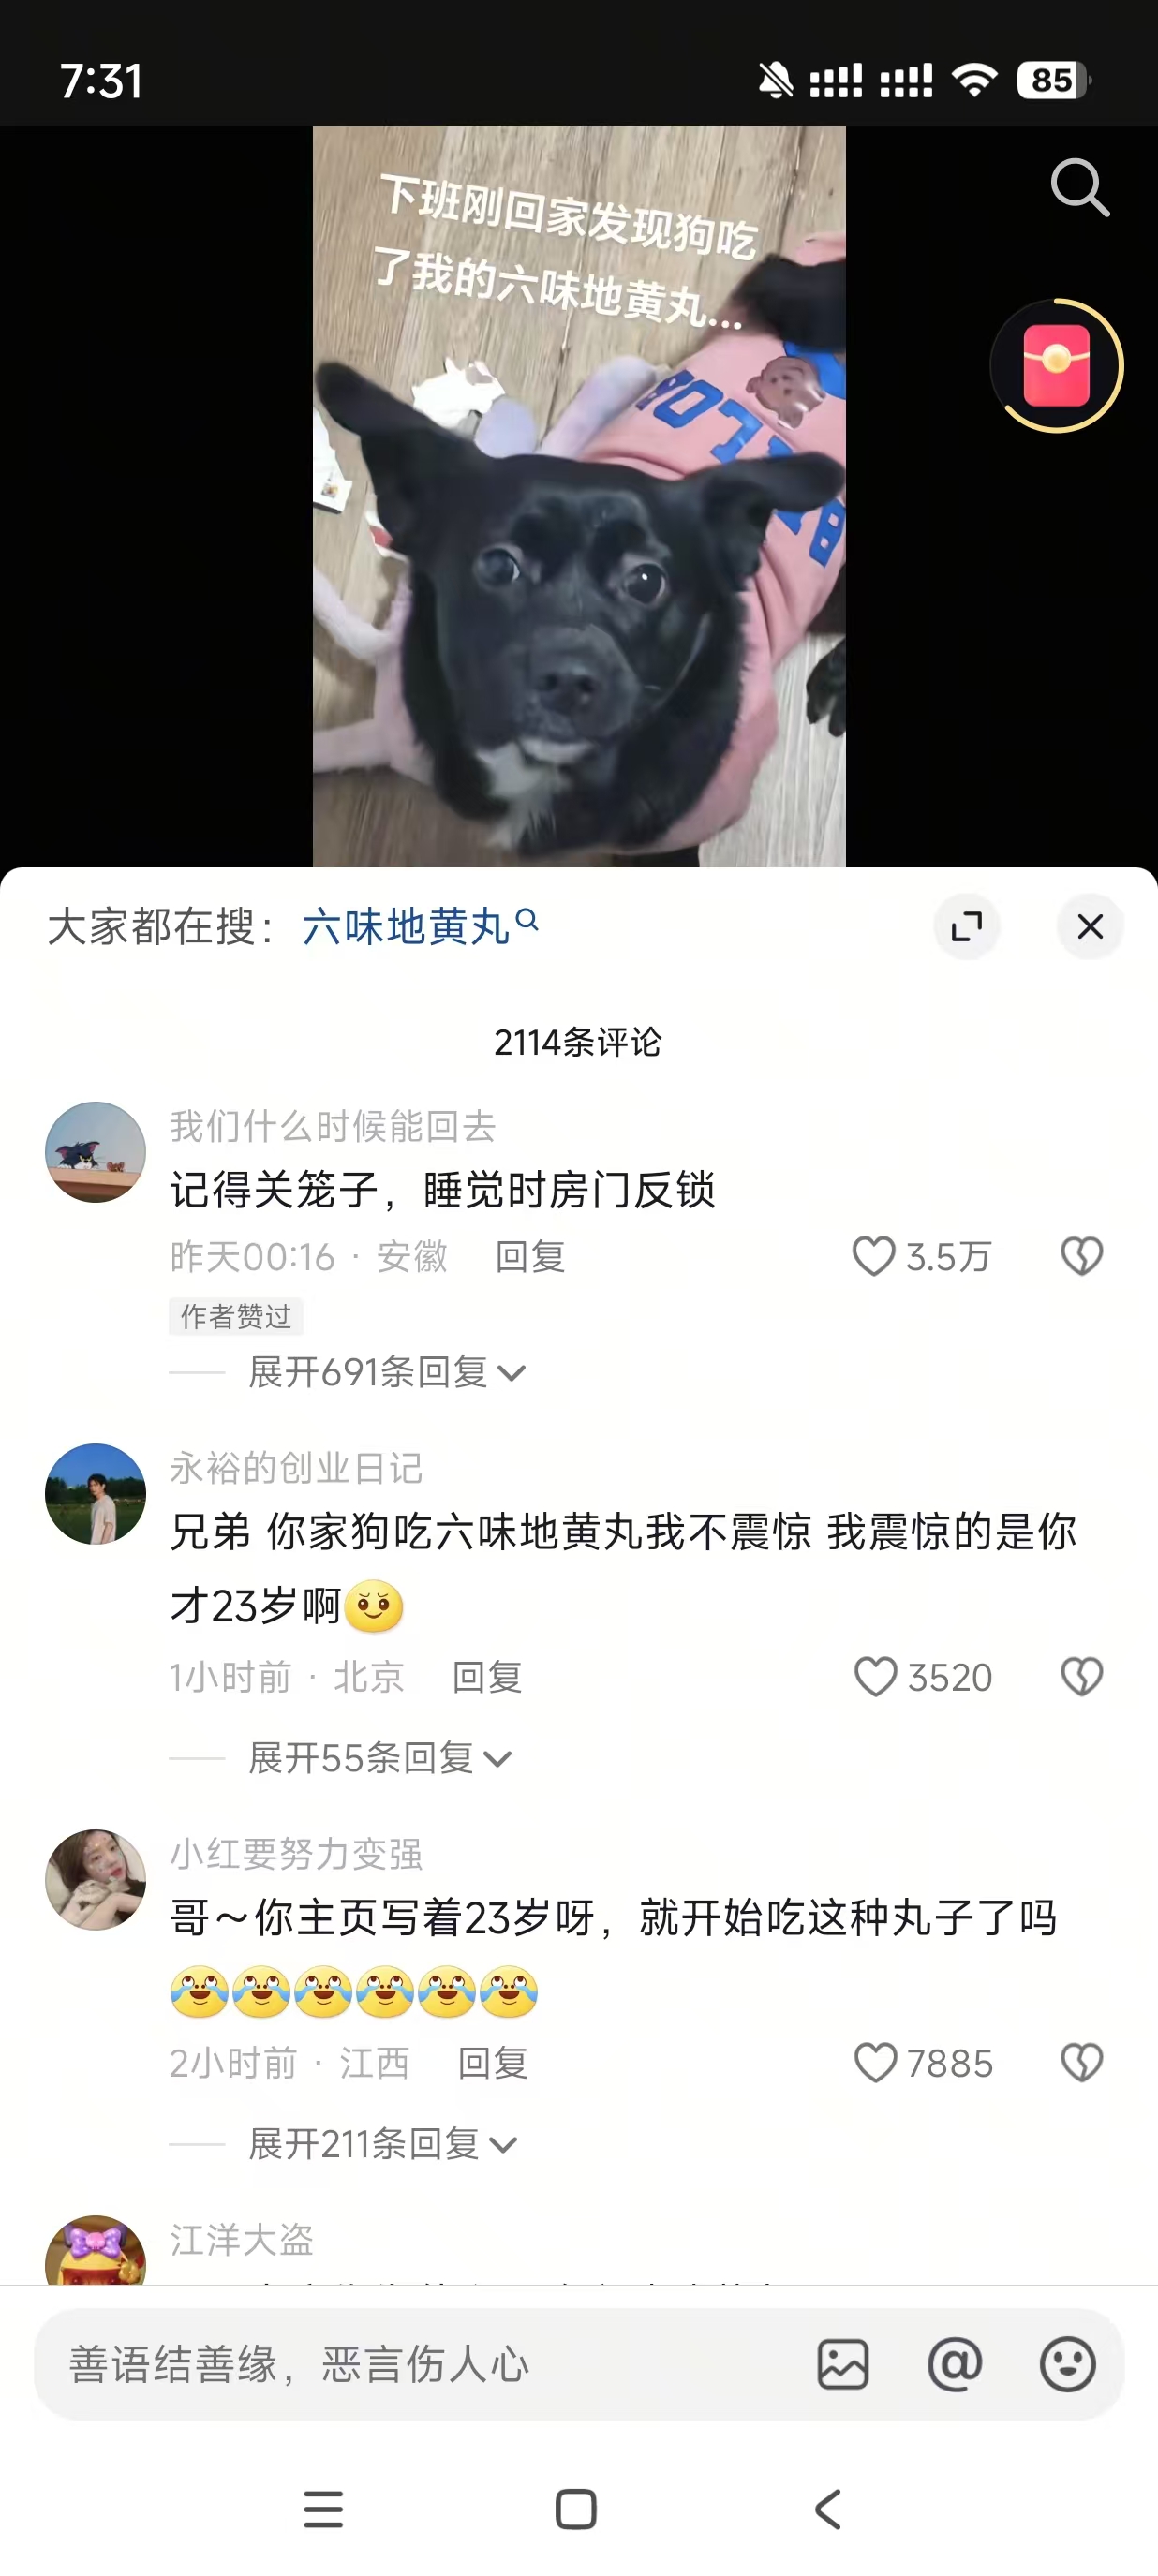 7:31
85
下班刚回家发现狗吃
了我的六味地黄丸...
大家都在搜：六味地黄丸
2114条评论
我们什么时候能回去
记得关笼子，睡觉时房门反锁
昨天00:16 · 安徽 回复 3.5万
作者赞过
展开691条回复
永裕的创业日记
兄弟 你家狗吃六味地黄丸我不震惊 我震惊的是你
才23岁啊
1小时前 · 北京 回复 3520
展开55条回复
小红要努力变强
哥～你主页写着23岁呀，就开始吃这种丸子了吗
2小时前 · 江西 回复 7885
展开211条回复
江洋大盗
善语结善缘，恶言伤人心